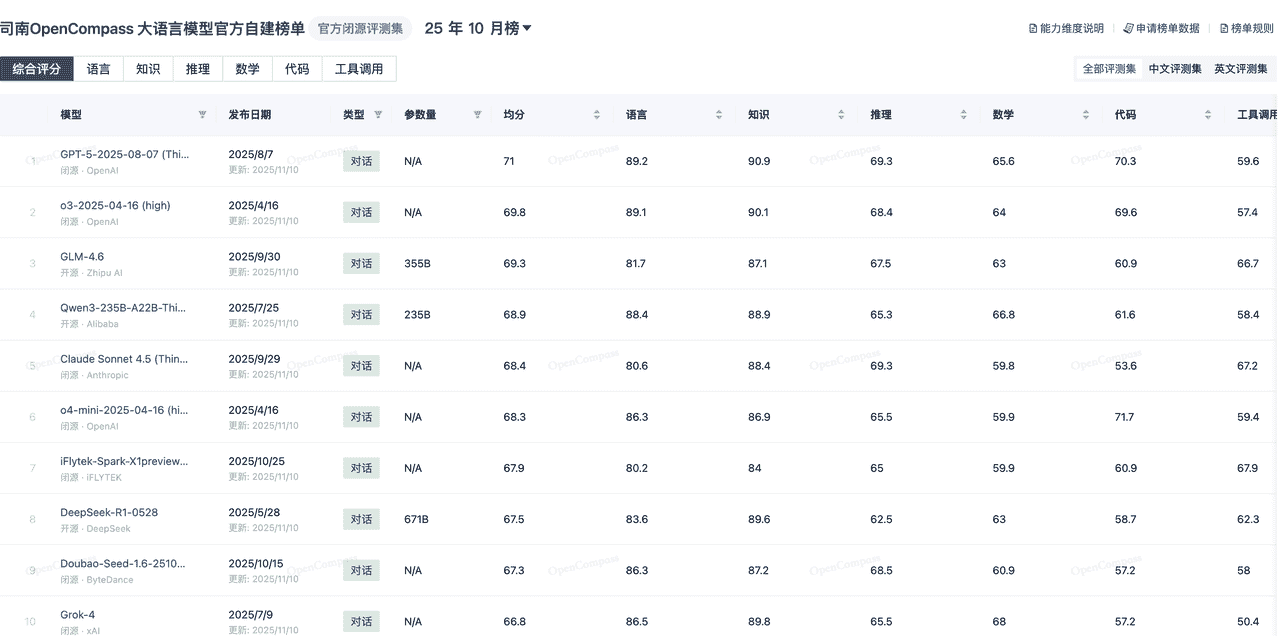 司南OpenCompass 大语言模型官方自建榜单 官方闭源评测集 25 年 10 月榜
能力维度说明 申请榜单数据 榜单规则
综合评分 语言 知识 推理 数学 代码 工具调用
全部评测集 中文评测集 英文评测集
模型 发布日期 类型 参数量 均分 语言 知识 推理 数学 代码 工具调用
1 GPT-5-2025-08-07 (Thi... 2025/8/7 对话 N/A 71 89.2 90.9 69.3 65.6 70.3 59.6
闭源 · OpenAI 更新: 2025/11/10
2 o3-2025-04-16 (high) 2025/4/16 对话 N/A 69.8 89.1 90.1 68.4 64 69.6 57.4
闭源 · OpenAI 更新: 2025/11/10
3 GLM-4.6 2025/9/30 对话 355B 69.3 81.7 87.1 67.5 63 60.9 66.7
开源 · Zhipu AI 更新: 2025/11/10
4 Qwen3-235B-A22B-Thi... 2025/7/25 对话 235B 68.9 88.4 88.9 65.3 66.8 61.6 58.4
开源 · Alibaba 更新: 2025/11/10
5 Claude Sonnet 4.5 (Thin... 2025/9/29 对话 N/A 68.4 80.6 88.4 69.3 59.8 53.6 67.2
闭源 · Anthropic 更新: 2025/11/10
6 o4-mini-2025-04-16 (hi... 2025/4/16 对话 N/A 68.3 86.3 86.9 65.5 59.9 71.7 59.4
闭源 · OpenAI 更新: 2025/11/10
7 iFlytek-Spark-X1preview... 2025/10/25 对话 N/A 67.9 80.2 84 65 59.9 60.9 67.9
闭源 · iFLYTEK 更新: 2025/11/10
8 DeepSeek-R1-0528 2025/5/28 对话 671B 67.5 83.6 89.6 62.5 63 58.7 62.3
开源 · DeepSeek 更新: 2025/11/10
9 Doubao-Seed-1.6-2510... 2025/10/15 对话 N/A 67.3 86.3 87.2 68.5 60.9 57.2 58
闭源 · ByteDance 更新: 2025/11/10
10 Grok-4 2025/7/9 对话 N/A 66.8 86.5 89.8 65.5 68 57.2 50.4
闭源 · xAI 更新: 2025/11/10